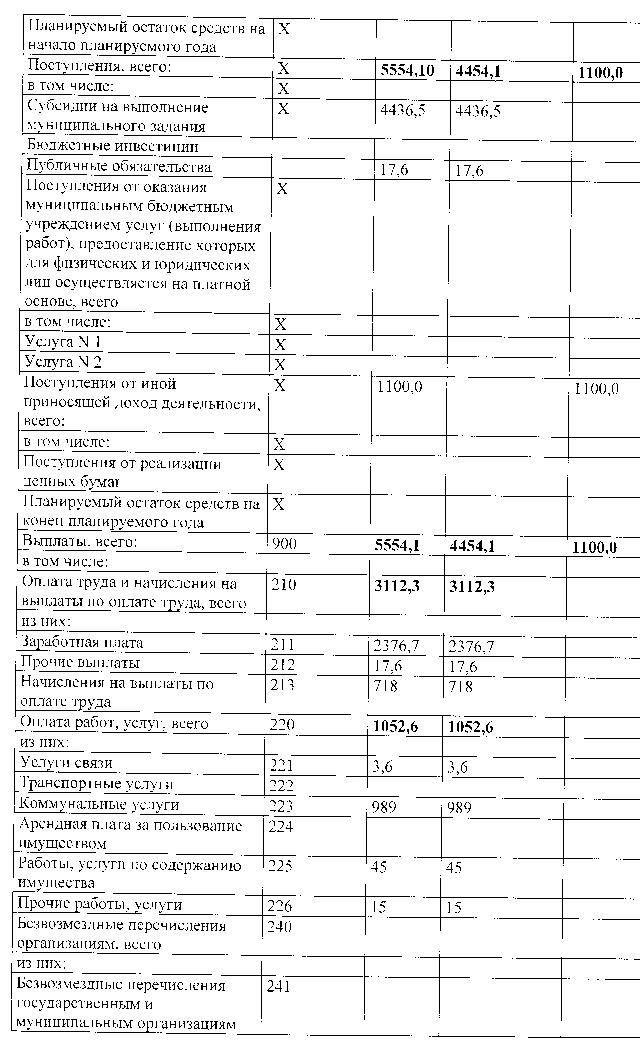 Планируемый остаток средств на X
начало планируемого года
Поступления, всего: X 5554,10 4454,1 1100,0
в том числе: X
Субсидии на выполнение X 4436,5 4436,5
муниципального задания
Бюджетные инвестиции
Публичные обязательства 17,6 17,6
Поступления от оказания X
муниципальным бюджетным
учреждением услуг (выполнения
работ), предоставление которых
для физических и юридических
лиц осуществляется на платной
основе, всего
в том числе: X
Услуга N 1 X
Услуга N 2 X
Поступления от иной X 1100,0 1100,0
приносящей доход деятельности,
всего:
в том числе: X
Поступления от реализации X
ценных бумаг
Планируемый остаток средств на X
конец планируемого года
Выплаты, всего: 900 5554,1 4454,1 1100,0
в том числе:
Оплата труда и начисления на 210 3112,3 3112,3
выплаты по оплате труда, всего
из них:
Заработная плата 211 2376,7 2376,7
Прочие выплаты 212 17,6 17,6
Начисления на выплаты по 213 718 718
оплате труда
Оплата работ, услуг, всего 220 1052,6 1052,6
из них:
Услуги связи 221 3,6 3,6
Транспортные услуги 222
Коммунальные услуги 223 989 989
Арендная плата за пользование 224
имуществом
Работы, услуги по содержанию 225 45 45
имущества
Прочие работы, услуги 226 15 15
Безвозмездные перечисления 240
организациям, всего
из них:
Безвозмездные перечисления 241
государственным и
муниципальным организациям